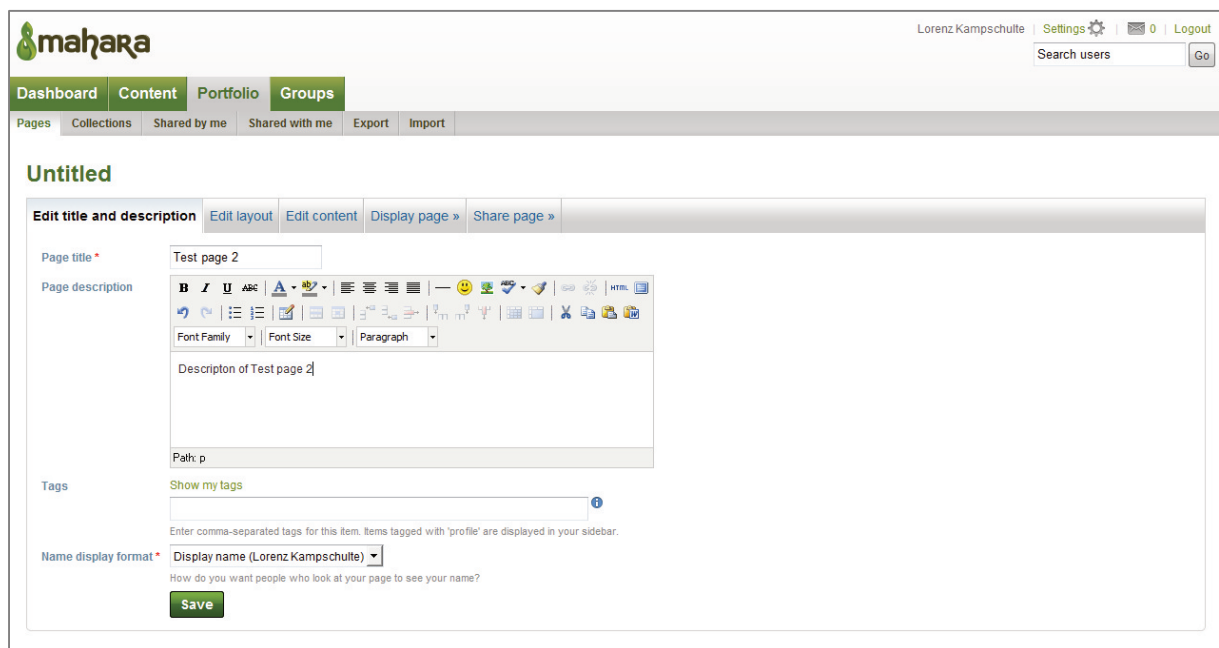 mahara
Lorenz Kampschulte | Settings | 0 | Logout
Search users Go
Dashboard Content Portfolio Groups
Pages Collections Shared by me Shared with me Export Import
Untitled
Edit title and description Edit layout Edit content Display page » Share page »
Page title * Test page 2
Page description B I U ABC A ab HTML
Font Family Font Size Paragraph
Descripton of Test page 2
Path: p
Tags Show my tags
Enter comma-separated tags for this item. Items tagged with 'profile' are displayed in your sidebar.
Name display format * Display name (Lorenz Kampschulte)
How do you want people who look at your page to see your name?
Save